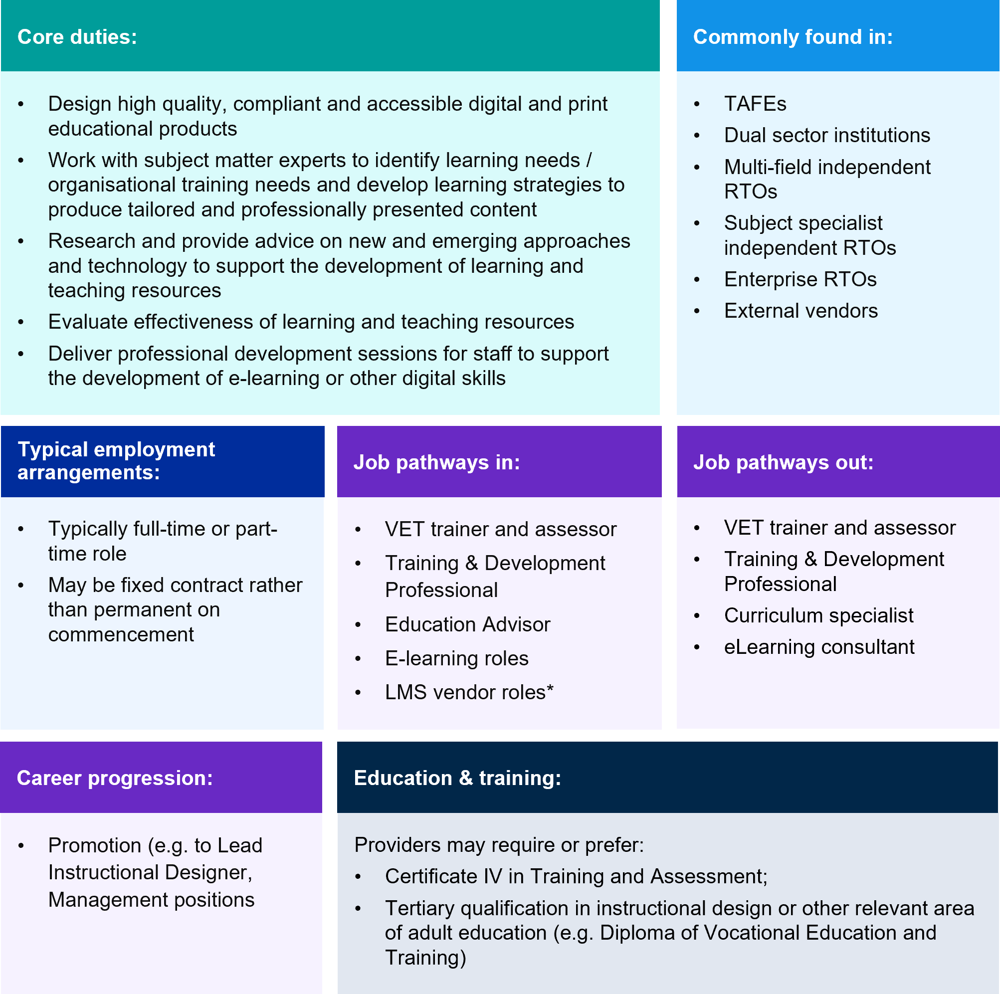 Core duties:
• Design high quality, compliant and accessible digital and print
educational products
• Work with subject matter experts to identify learning needs /
organisational training needs and develop learning strategies to
produce tailored and professionally presented content
• Research and provide advice on new and emerging approaches
and technology to support the development of learning and
teaching resources
• Evaluate effectiveness of learning and teaching resources
• Deliver professional development sessions for staff to support
the development of e-learning or other digital skills
Commonly found in:
• TAFEs
• Dual sector institutions
• Multi-field independent
RTOs
• Subject specialist
independent RTOs
• Enterprise RTOs
• External vendors
Typical employment
arrangements:
• Typically full-time or part-
time role
• May be fixed contract rather
than permanent on
commencement
Job pathways in:
• VET trainer and assessor
• Training & Development
Professional
• Education Advisor
• E-learning roles
• LMS vendor roles*
Job pathways out:
• VET trainer and assessor
• Training & Development
Professional
• Curriculum specialist
• eLearning consultant
Career progression:
• Promotion (e.g. to Lead
Instructional Designer,
Management positions
Education & training:
Providers may require or prefer:
• Certificate IV in Training and Assessment;
• Tertiary qualification in instructional design or other relevant area
of adult education (e.g. Diploma of Vocational Education and
Training)